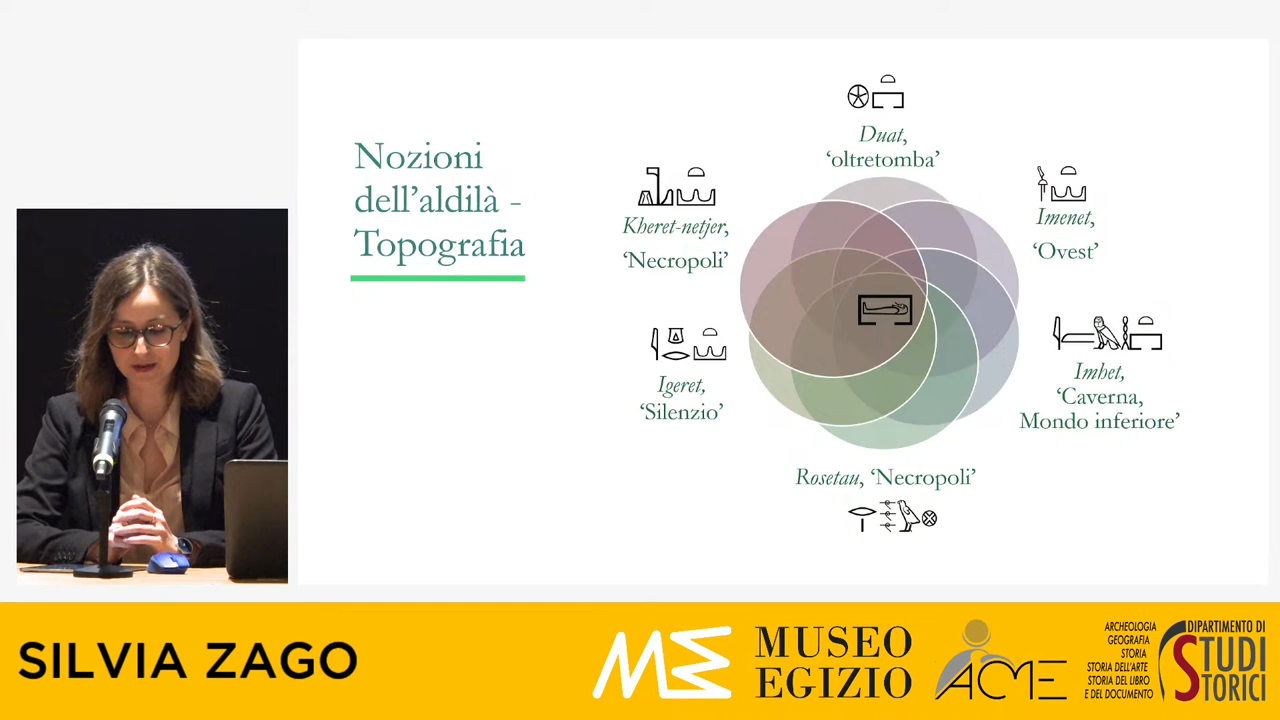 Nozioni
dell’aldilà -
Topografia
𓇽𓏏𓉐
Duat,
‘oltretomba’
Kheret-netjer,
‘Necropoli’
Imenet,
‘Ovest’
Igeret,
‘Silenzio’
Imhet,
‘Caverna,
Mondo inferiore’
Rosetau, ‘Necropoli’
SILVIA ZAGO
MUSEO
EGIZIO
ACME
ARCHEOLOGIA
GEOGRAFIA
STORIA
STORIA DELL'ARTE
STORIA DEL LIBRO
E DEL DOCUMENTO
DIPARTIMENTO DI
STUDI
STORICI